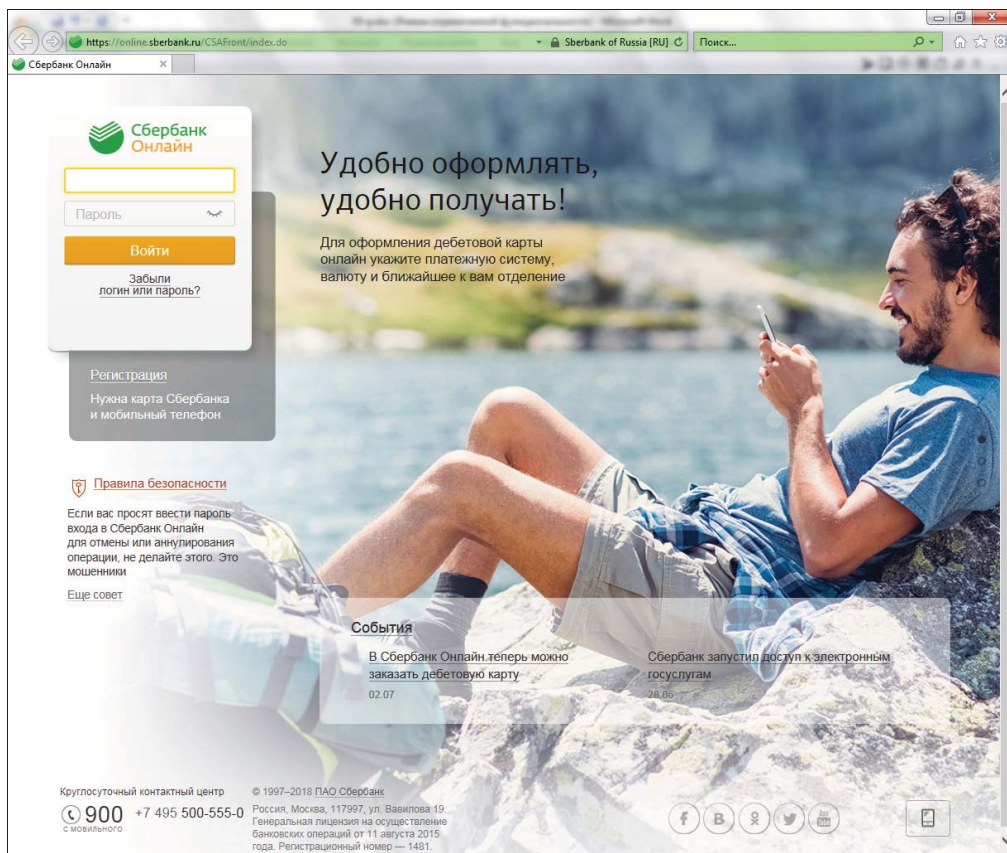 https://online.sberbank.ru/CSAFront/index.do
Sberbank of Russia [RU]
Поиск...
Сбербанк Онлайн
Сбербанк
Онлайн
Пароль
Войти
Забыли
логин или пароль?
Регистрация
Нужна карта Сбербанка
и мобильный телефон
Удобно оформлять,
удобно получать!
Для оформления дебетовой карты
онлайн укажите платежную систему,
валюту и ближайшее к вам отделение
Правила безопасности
Если вас просят ввести пароль
входа в Сбербанк Онлайн
для отмены или аннулирования
операции, не делайте этого. Это
мошенники
Еще совет
События
В Сбербанк Онлайн теперь можно
заказать дебетовую карту
02.07
Сбербанк запустил доступ к электронным
госуслугам
28.06
Круглосуточный контактный центр
900
с мобильного
+7 495 500-555-0
© 1997–2018 ПАО Сбербанк
Россия, Москва, 117997, ул. Вавилова 19.
Генеральная лицензия на осуществление
банковских операций от 11 августа 2015
года. Регистрационный номер — 1481.